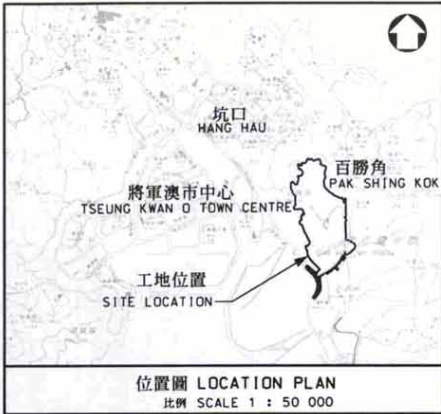 坑口
HANG HAU
百勝角
PAK SHING KOK
將軍澳市中心
TSEUNG KWAN O TOWN CENTRE
工地位置
SITE LOCATION
位置圖 LOCATION PLAN
比例 SCALE 1 : 50 000